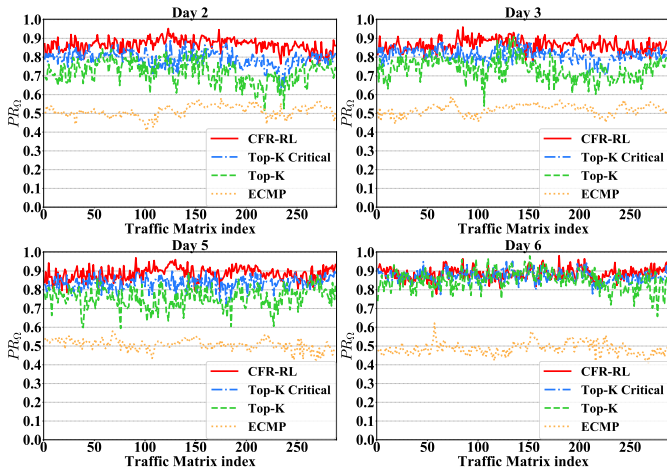 Day 2
1.0
0.9
0.8
0.7
0.6
0.5
0.4
0.3
0.2
0.1
0.0
PR_Ω
CFR-RL
Top-K Critical
Top-K
ECMP
0 50 100 150 200 250
Traffic Matrix index
Day 3
1.0
0.9
0.8
0.7
0.6
0.5
0.4
0.3
0.2
0.1
0.0
PR_Ω
CFR-RL
Top-K Critical
Top-K
ECMP
0 50 100 150 200 250
Traffic Matrix index
Day 5
1.0
0.9
0.8
0.7
0.6
0.5
0.4
0.3
0.2
0.1
0.0
PR_Ω
CFR-RL
Top-K Critical
Top-K
ECMP
0 50 100 150 200 250
Traffic Matrix index
Day 6
1.0
0.9
0.8
0.7
0.6
0.5
0.4
0.3
0.2
0.1
0.0
PR_Ω
CFR-RL
Top-K Critical
Top-K
ECMP
0 50 100 150 200 250
Traffic Matrix index